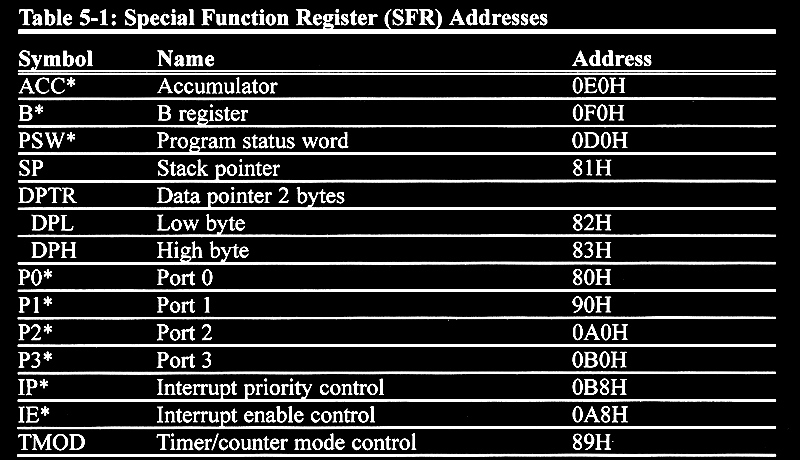 Table 5-1: Special Function Register (SFR) Addresses
Symbol Name Address
ACC* Accumulator 0E0H
B* B register 0F0H
PSW* Program status word 0D0H
SP Stack pointer 81H
DPTR Data pointer 2 bytes
DPL Low byte 82H
DPH High byte 83H
P0* Port 0 80H
P1* Port 1 90H
P2* Port 2 0A0H
P3* Port 3 0B0H
IP* Interrupt priority control 0B8H
IE* Interrupt enable control 0A8H
TMOD Timer/counter mode control 89H